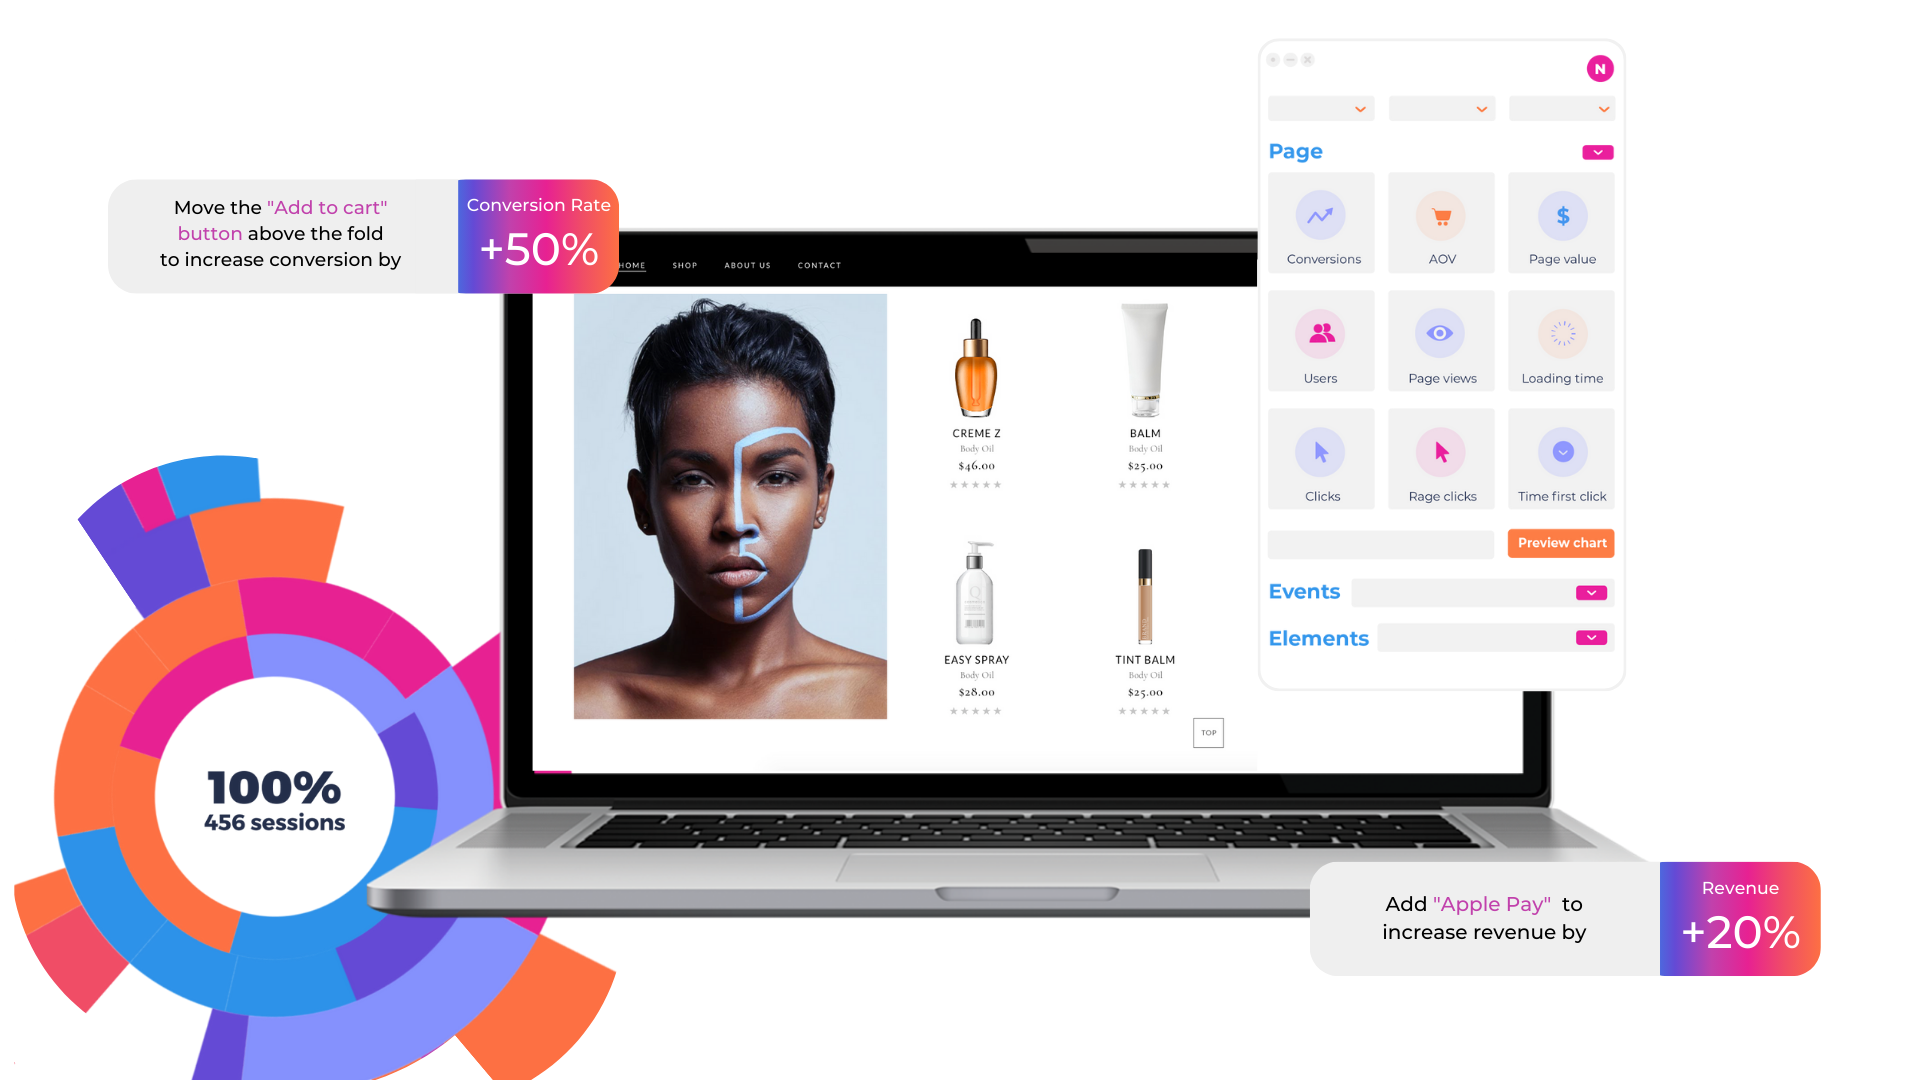 Move the "Add to cart"
button above the fold
to increase conversion by
Conversion Rate
+50%
HOME SHOP ABOUT US CONTACT
CREME Z
Body Oil
$46.00
BALM
Body Oil
$25.00
EASY SPRAY
Body Oil
$28.00
TINT BALM
Body Oil
$25.00
TOP
N
Page
Conversions
AOV
$
Page value
Users
Page views
Loading time
Clicks
Rage clicks
Time first click
Preview chart
Events
Elements
100%
456 sessions
Add "Apple Pay" to
increase revenue by
Revenue
+20%